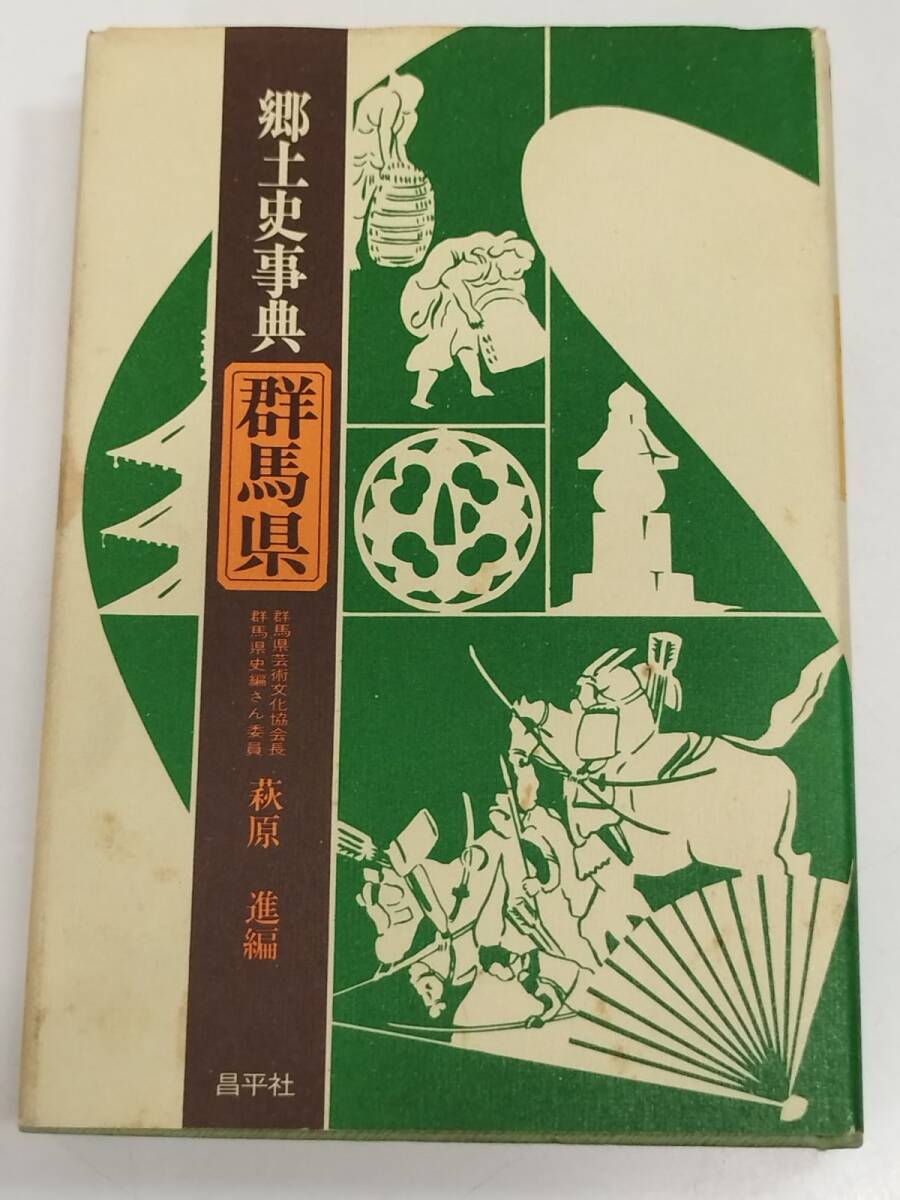 郷土史事典
群馬県
群馬県芸術文化協会長
群馬県史編さん委員
萩原 進編
昌平社